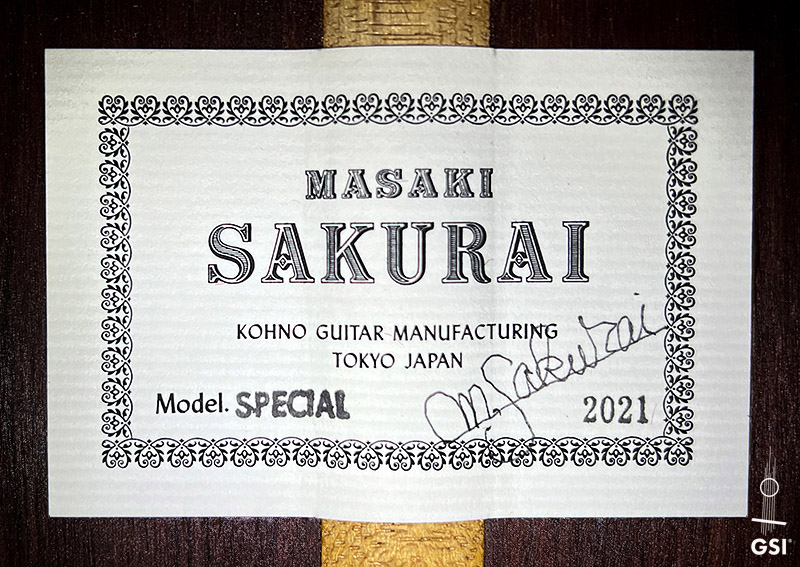 MASAKI
SAKURAI
KOHNO GUITAR MANUFACTURING
TOKYO JAPAN
M. Sakurai
Model. SPECIAL
2021
GSI